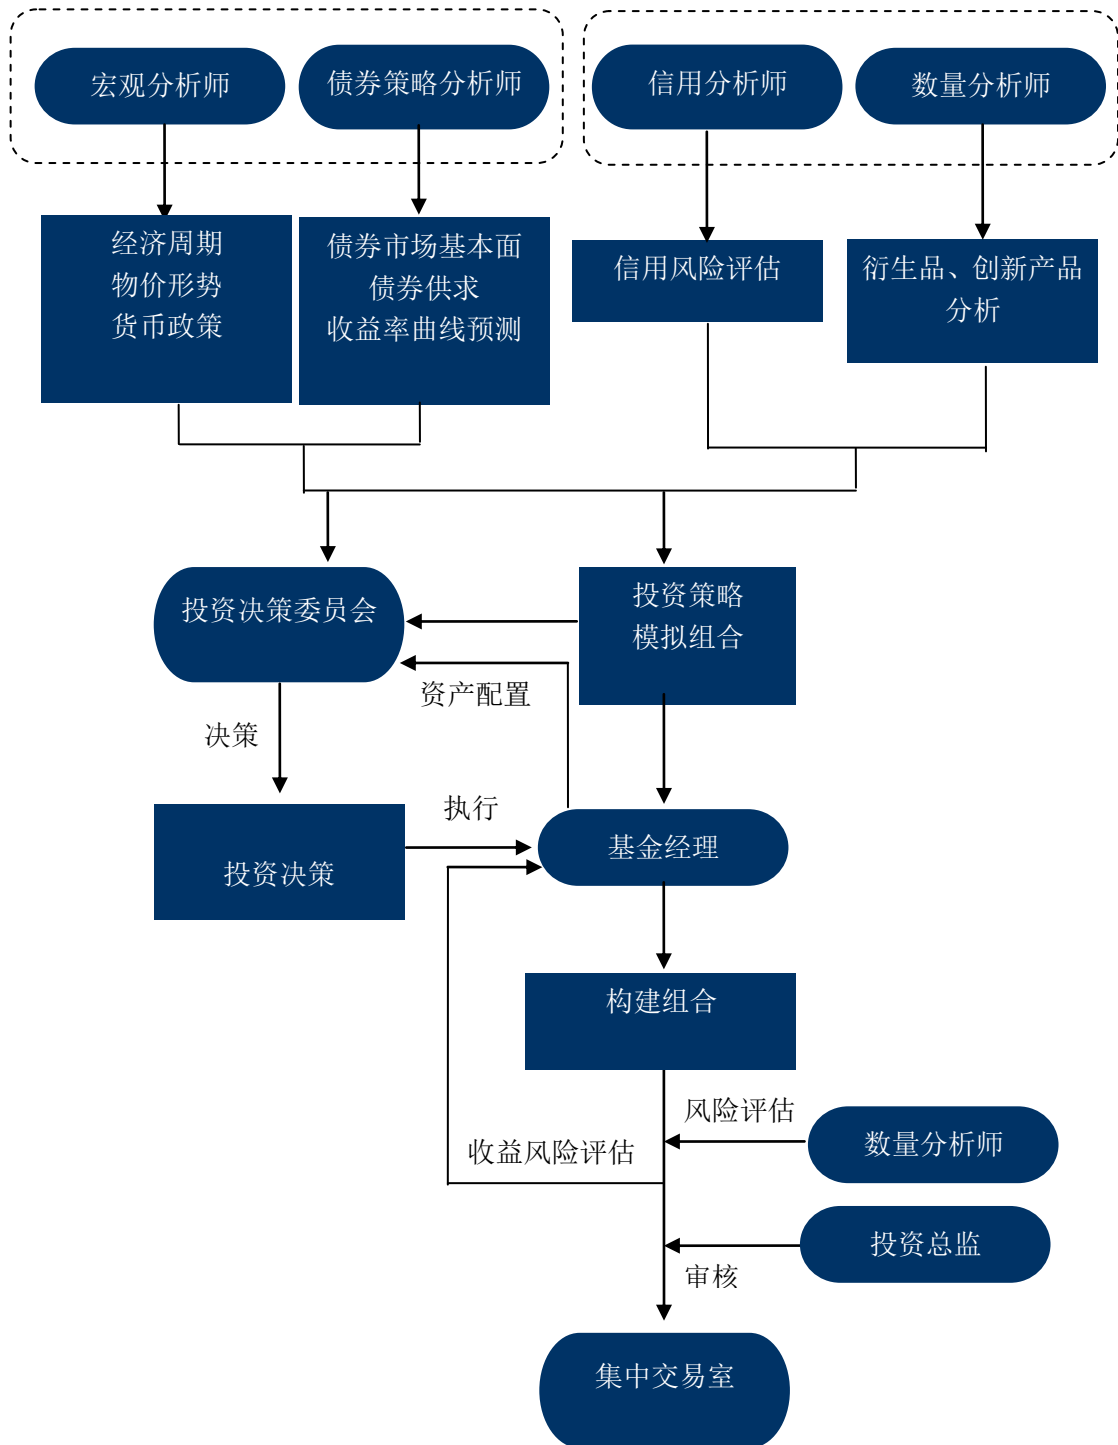 宏观分析师
债券策略分析师
信用分析师
数量分析师
经济周期
物价形势
货币政策
债券市场基本面
债券供求
收益率曲线预测
信用风险评估
衍生品、创新产品
分析
投资决策委员会
投资策略
模拟组合
资产配置
决策
执行
投资决策
基金经理
构建组合
风险评估
数量分析师
收益风险评估
投资总监
审核
集中交易室